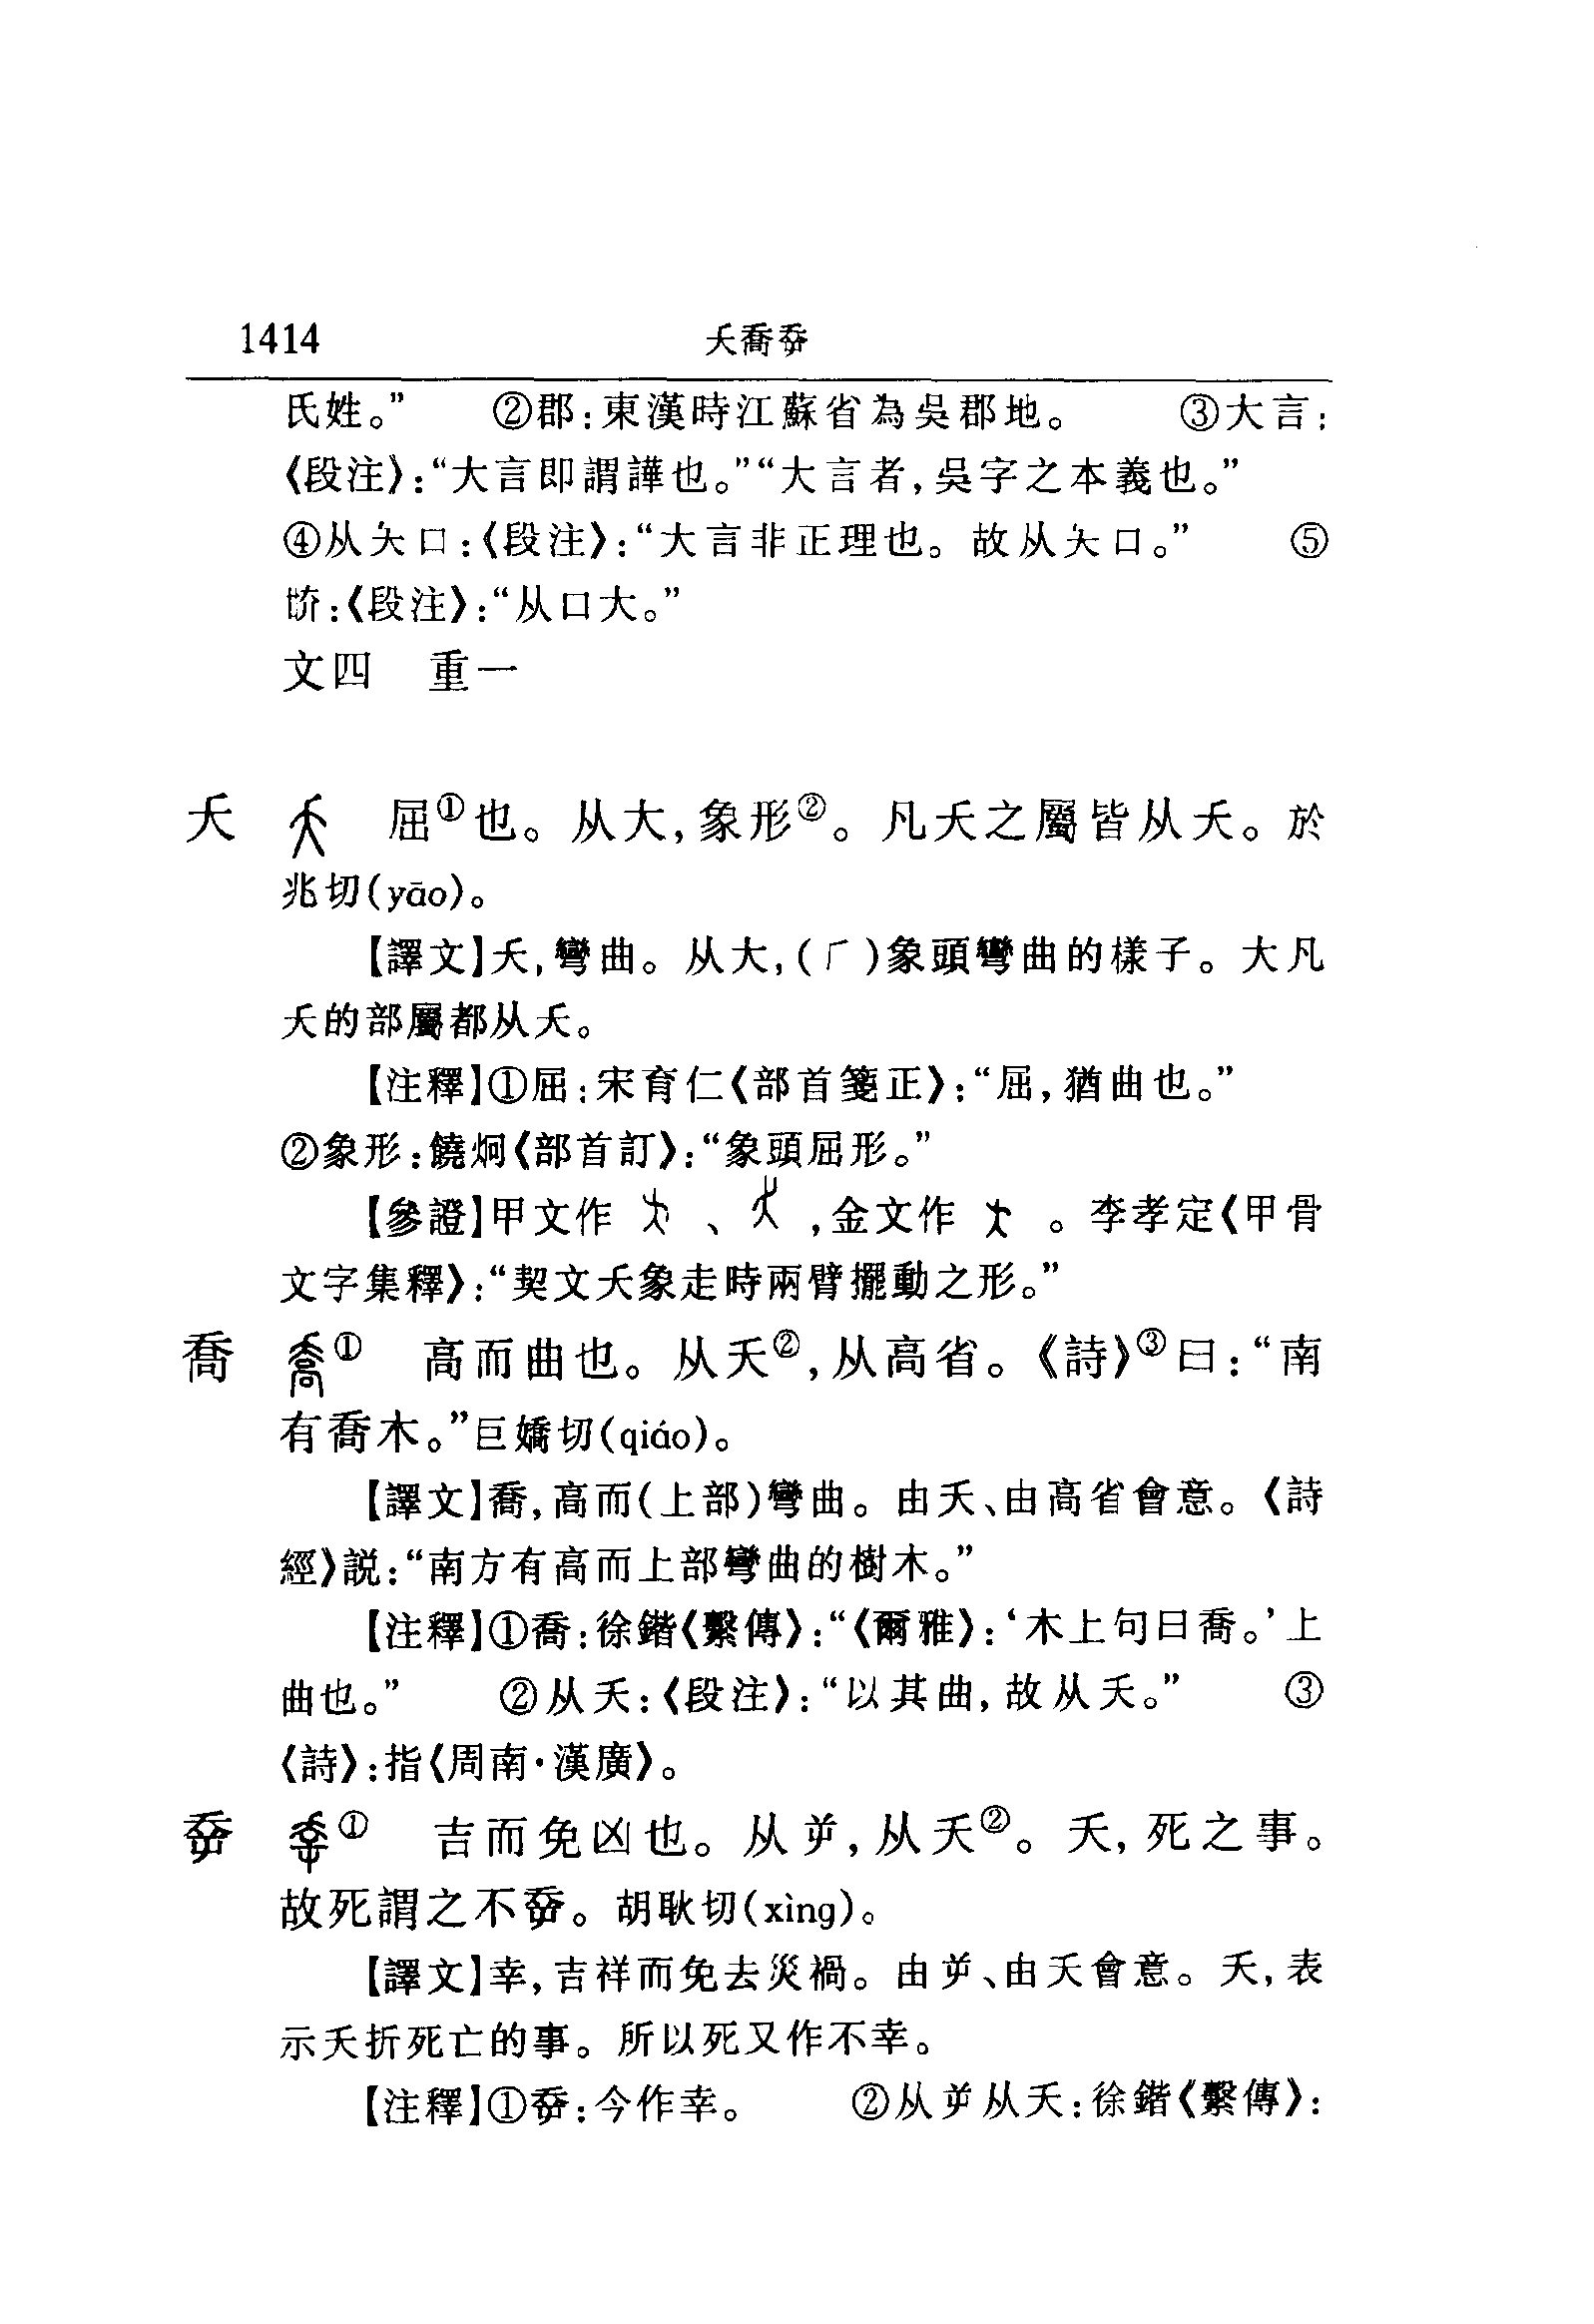 1414 夭喬㚔
氏姓。” ②郡:東漢時江蘇省為吳郡地。 ③大言:
《段注》:“大言即謂譁也。”“大言者,吳字之本義也。”
④从夨口:《段注》:“大言非正理也。故从夨口。” ⑤
:《段注》:“从口大。”
文四 重一
夭 屈①也。从大,象形②。凡夭之屬皆从夭。於
兆切(yāo)。
【譯文】夭,彎曲。从大,(㇒)象頭彎曲的樣子。大凡
夭的部屬都从夭。
【注釋】①屈:宋育仁《部首箋正》:“屈,猶曲也。”
②象形:饒炯《部首訂》:“象頭屈形。”
【參證】甲文作 、 ,金文作 。李孝定《甲骨
文字集釋》:“契文夭象走時兩臂擺動之形。”
喬 ① 高而曲也。从夭②,从高省。《詩》③曰:“南
有喬木。”巨嬌切(qiáo)。
【譯文】喬,高而(上部)彎曲。由夭、由高省會意。《詩
經》説:“南方有高而上部彎曲的樹木。”
【注釋】①喬:徐鍇《繫傳》:“《爾雅》:‘木上句曰喬。’上
曲也。” ②从夭:《段注》:“以其曲,故从夭。” ③
《詩》:指《周南·漢廣》。
㚔 ① 吉而免凶也。从屰,从夭②。夭,死之事。
故死謂之不㚔。胡耿切(xìng)。
【譯文】幸,吉祥而免去災禍。由屰、由夭會意。夭,表
示夭折死亡的事。所以死又作不幸。
【注釋】①㚔:今作幸。 ②从屰从夭:徐鍇《繫傳》: